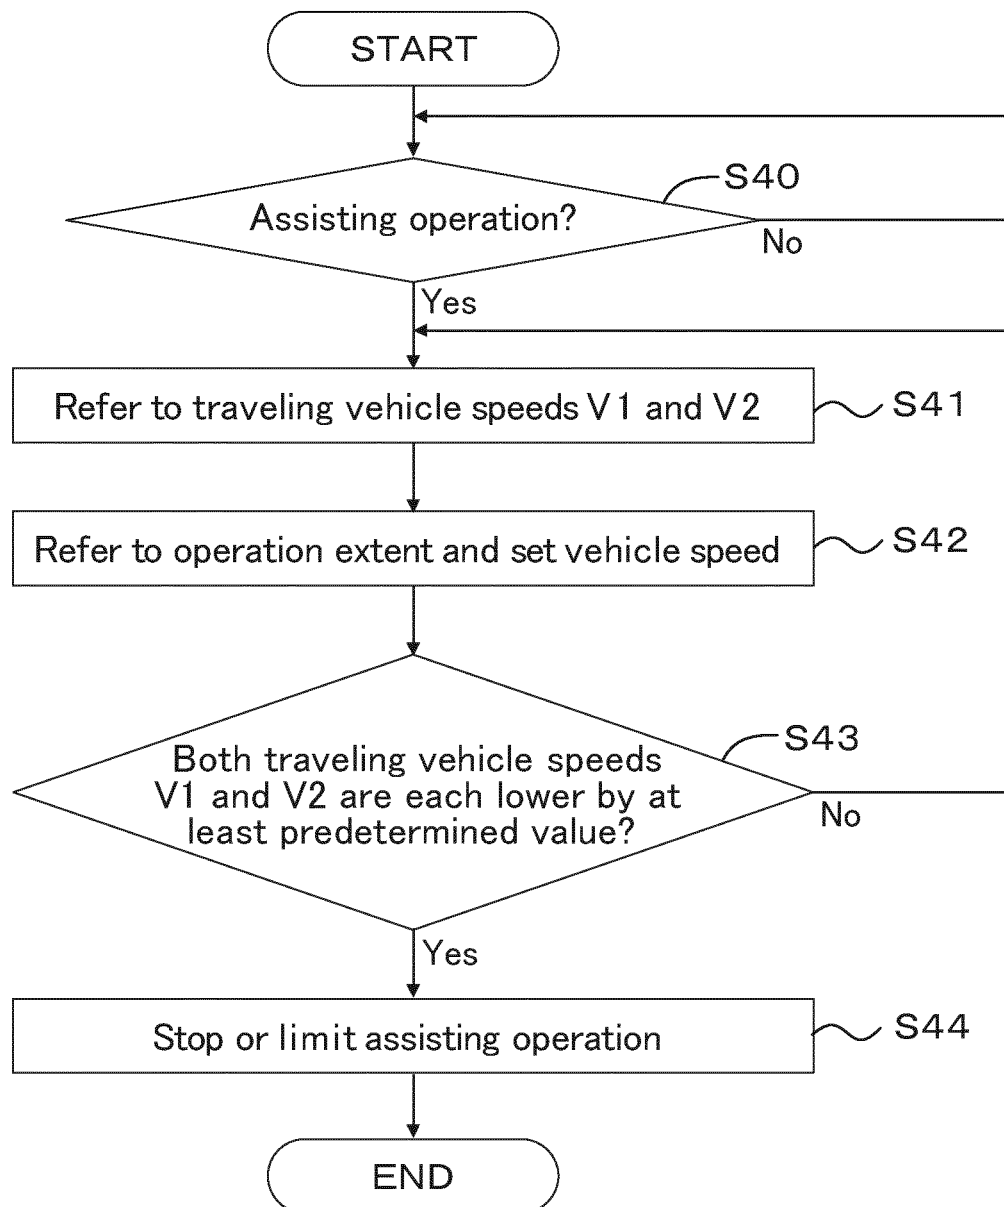 START
Assisting operation?
S40
No
Yes
Refer to traveling vehicle speeds V1 and V2
S41
Refer to operation extent and set vehicle speed
S42
Both traveling vehicle speeds
V1 and V2 are each lower by at
least predetermined value?
S43
No
Yes
Stop or limit assisting operation
S44
END